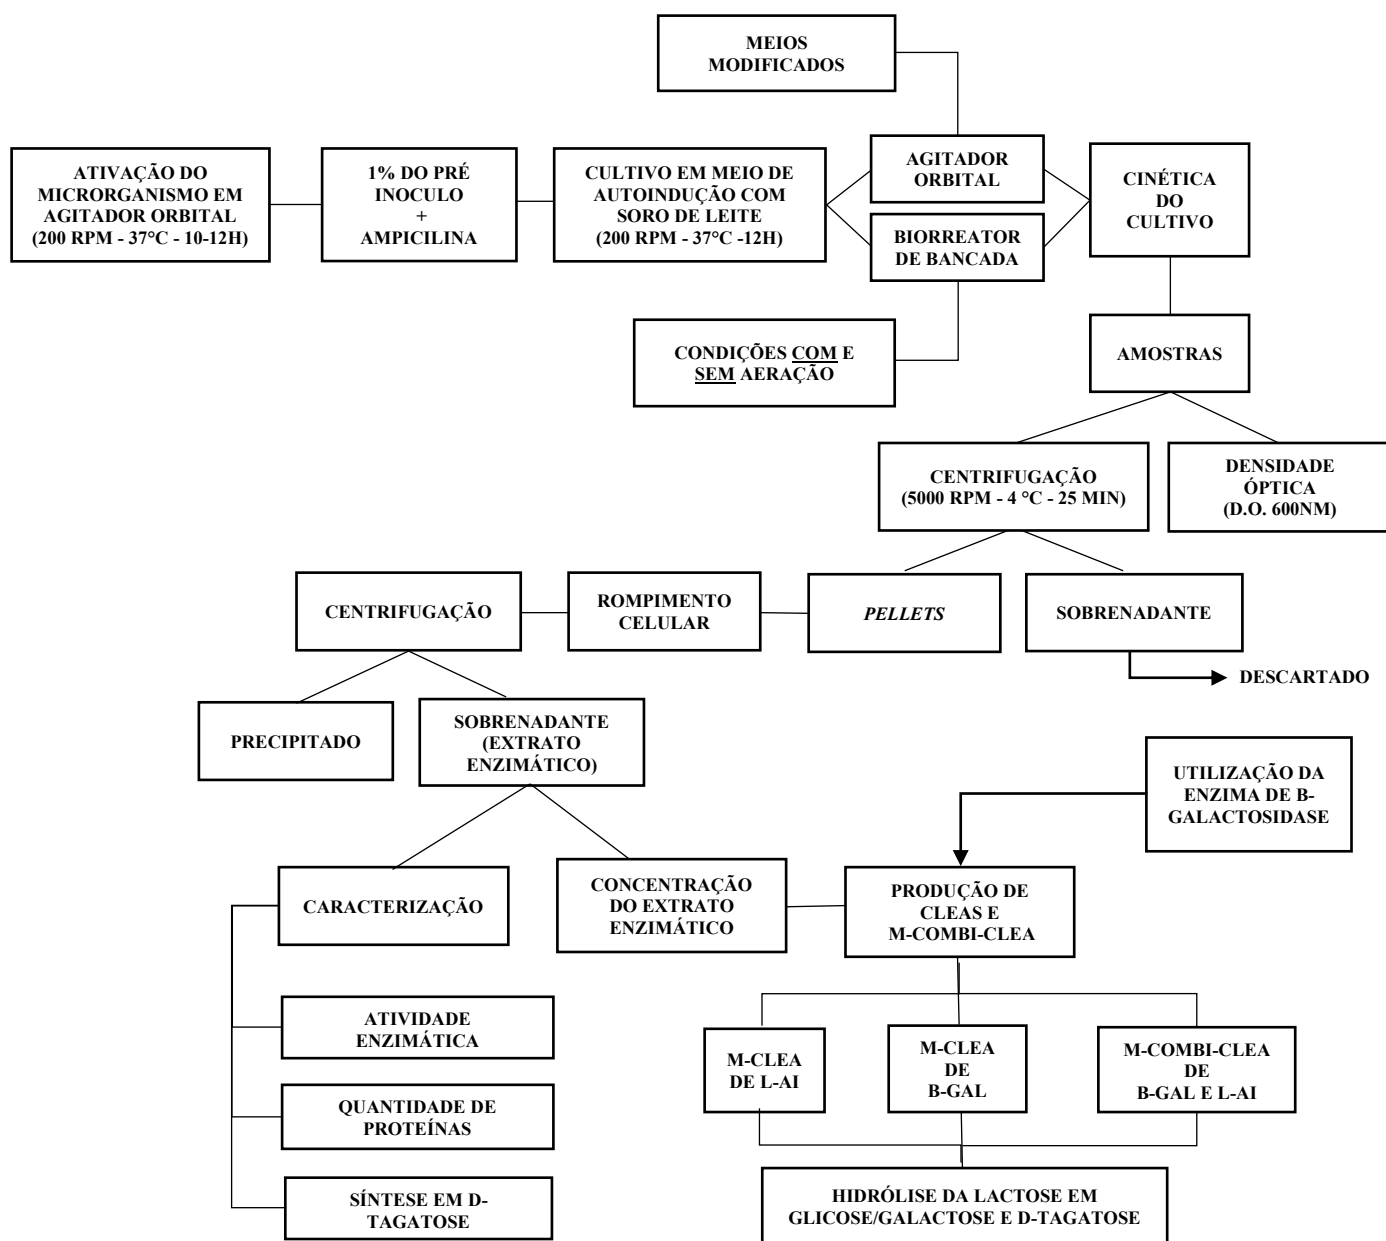 MEIOS
MODIFICADOS
ATIVAÇÃO DO
MICRORGANISMO EM
AGITADOR ORBITAL
(200 RPM - 37°C - 10-12H)
1% DO PRÉ
INOCULO
+
AMPICILINA
CULTIVO EM MEIO DE
AUTOINDUÇÃO COM
SORO DE LEITE
(200 RPM - 37°C -12H)
AGITADOR
ORBITAL
BIORREATOR
DE BANCADA
CINÉTICA
DO
CULTIVO
CONDIÇÕES COM E
SEM AERAÇÃO
AMOSTRAS
CENTRIFUGAÇÃO
(5000 RPM - 4 °C - 25 MIN)
DENSIDADE
ÓPTICA
(D.O. 600NM)
CENTRIFUGAÇÃO
ROMPIMENTO
CELULAR
PELLETS
SOBRENADANTE
DESCARTADO
PRECIPITADO
SOBRENADANTE
(EXTRATO
ENZIMÁTICO)
UTILIZAÇÃO DA
ENZIMA DE B-
GALACTOSIDASE
CARACTERIZAÇÃO
CONCENTRAÇÃO
DO EXTRATO
ENZIMÁTICO
PRODUÇÃO DE
CLEAS E
M-COMBI-CLEA
ATIVIDADE
ENZIMÁTICA
QUANTIDADE DE
PROTEÍNAS
SÍNTESE EM D-
TAGATOSE
M-CLEA
DE L-AI
M-CLEA
DE
B-GAL
M-COMBI-CLEA
DE
B-GAL E L-AI
HIDRÓLISE DA LACTOSE EM
GLICOSE/GALACTOSE E D-TAGATOSE